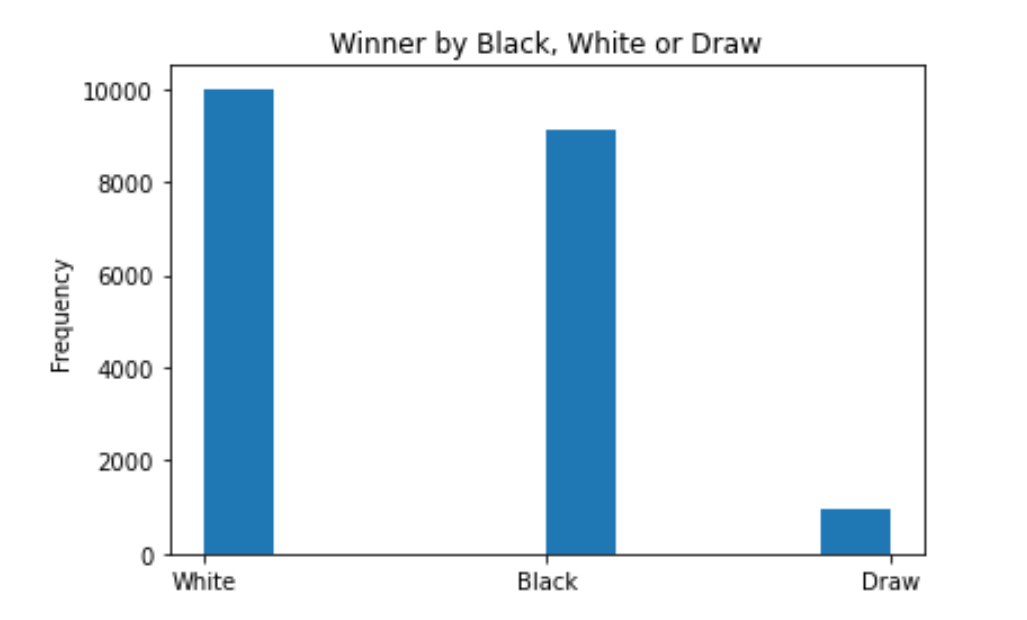 Winner by Black, White or Draw
10000
8000
6000
4000
2000
0
Frequency
White
Black
Draw